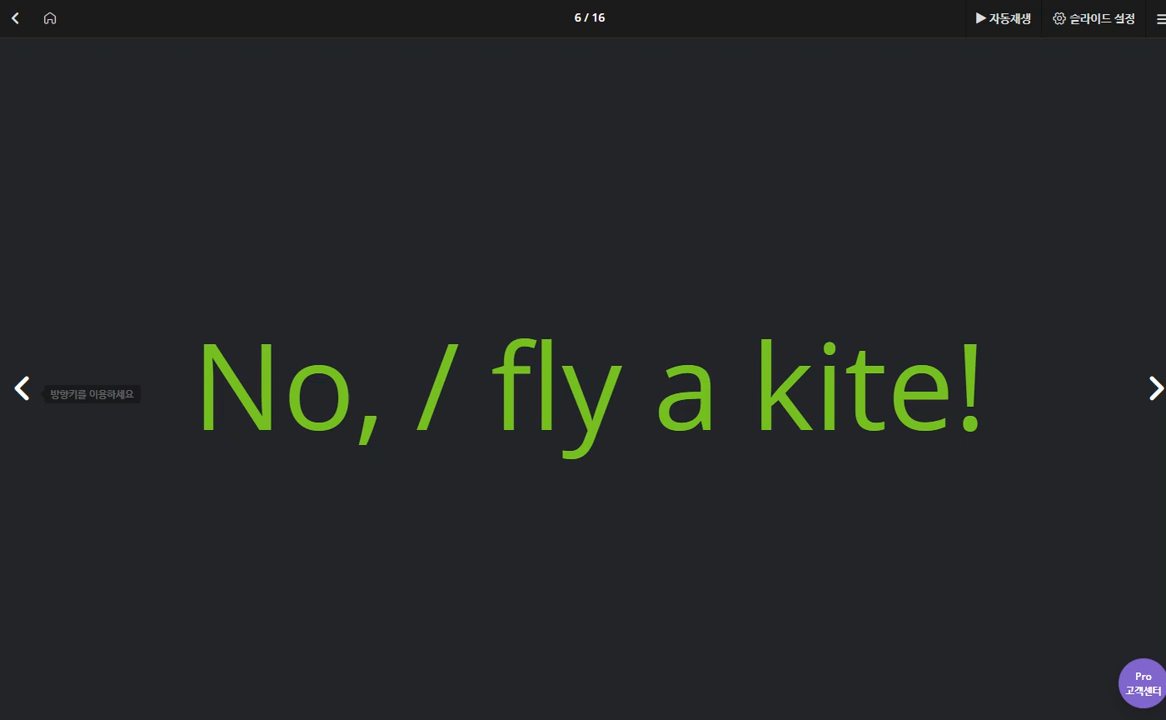 6 / 16
자동재생
슬라이드 설정
방향키를 이용하세요
No, / fly a kite!
Pro
고객센터